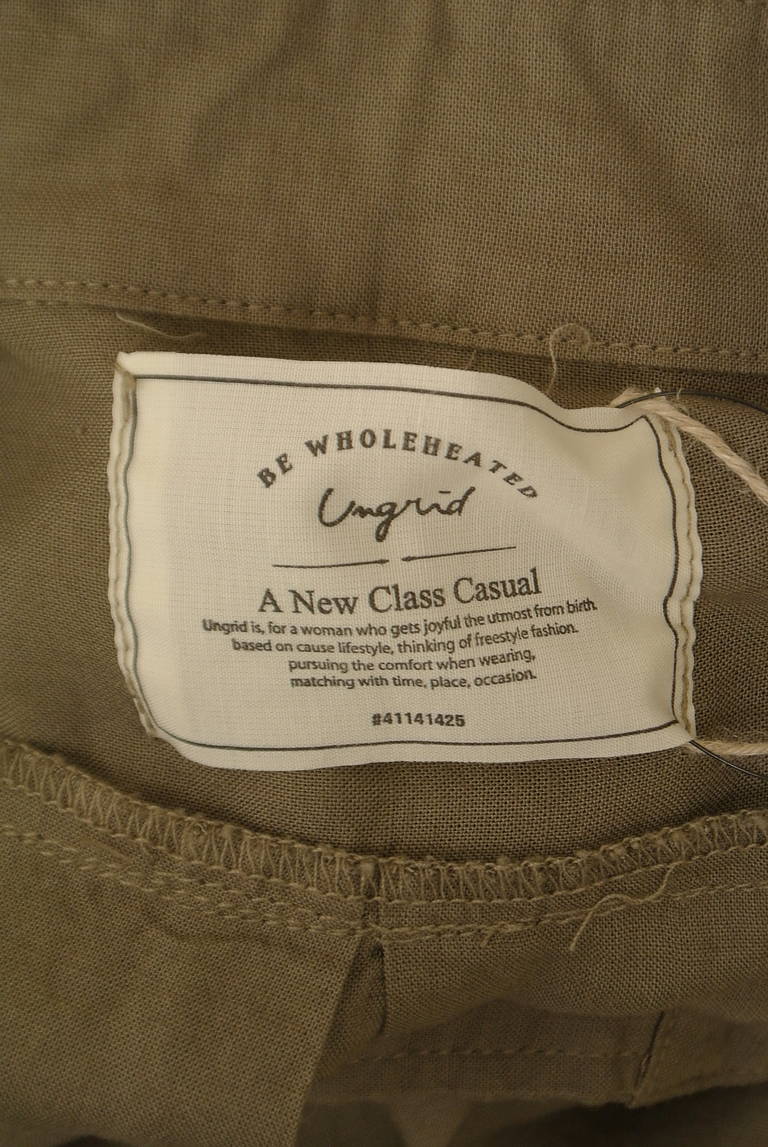 BE WHOLEHEATED
Ungrid
A New Class Casual
Ungrid is, for a woman who gets joyful the utmost from birth.
based on cause lifestyle, thinking of freestyle fashion.
pursuing the comfort when wearing,
matching with time, place, occasion.
#41141425